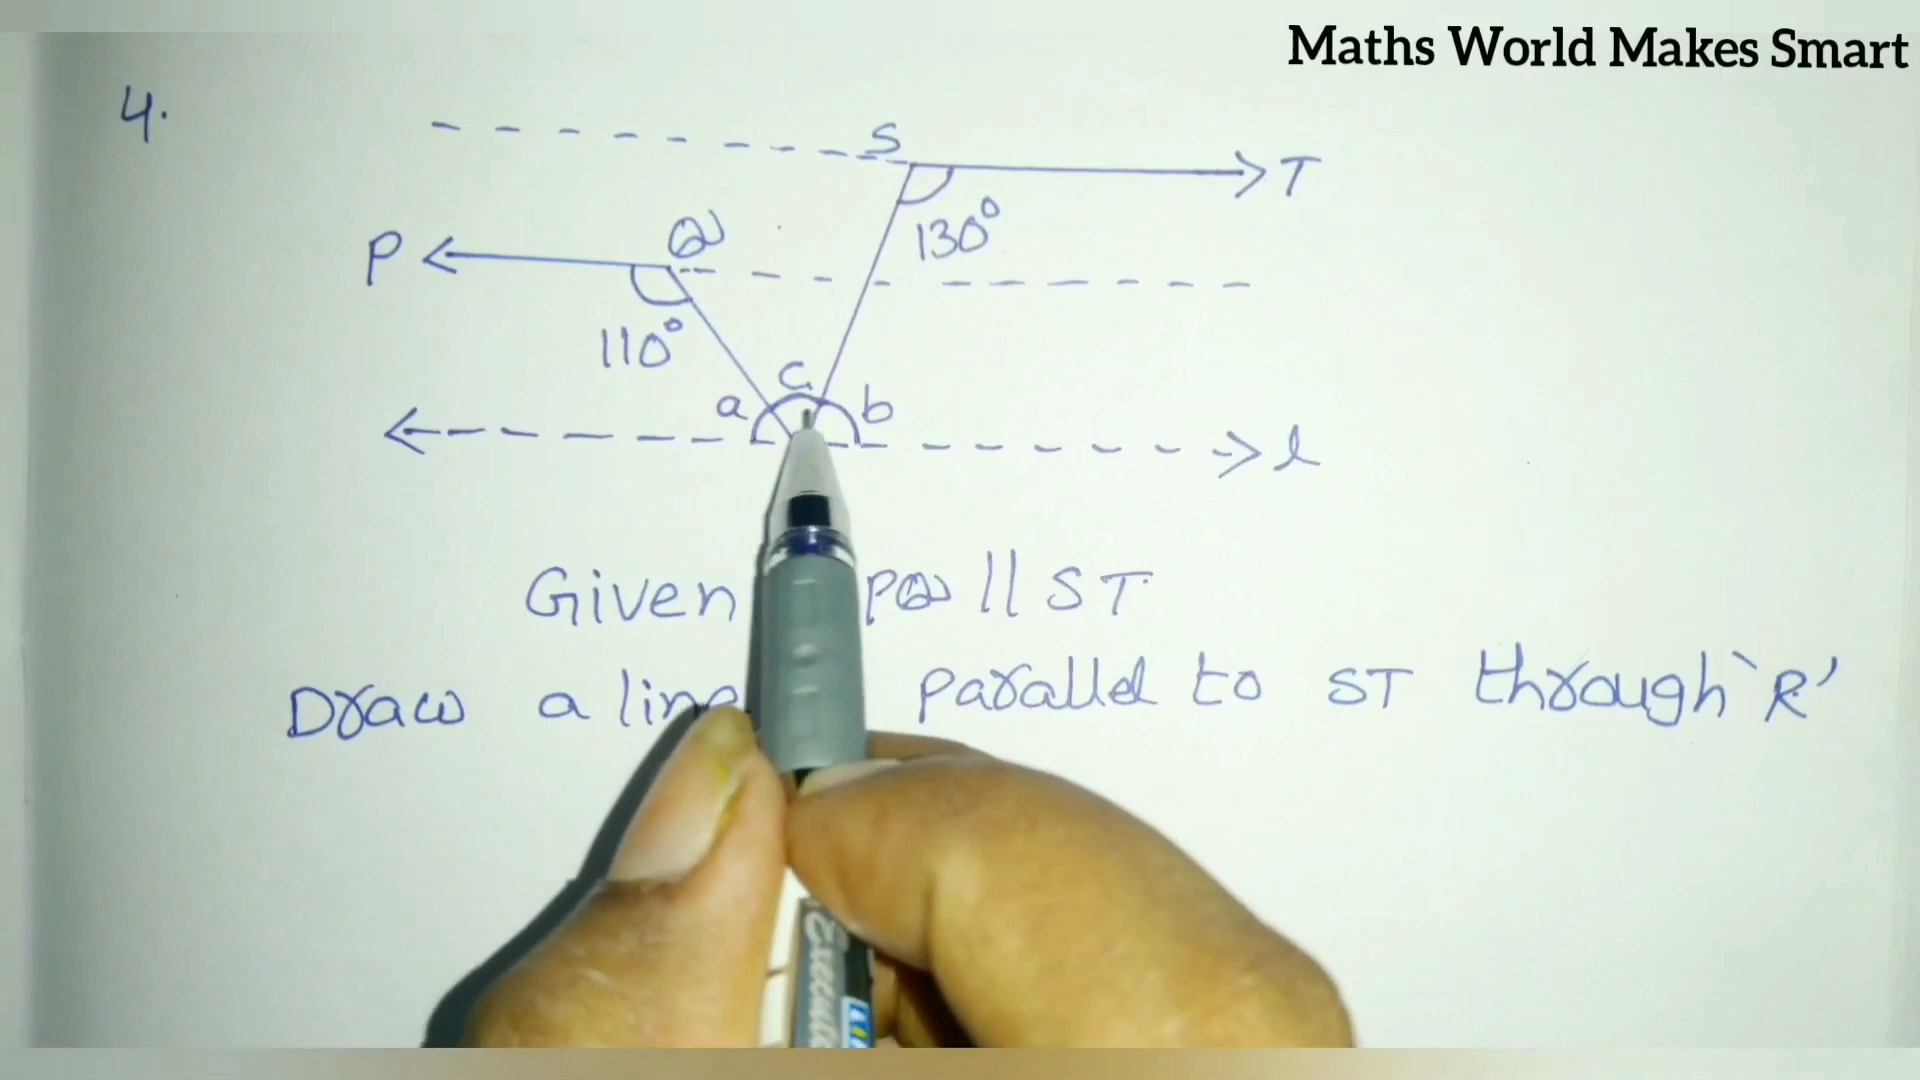 Maths World Makes Smart
4.
S
T
P
Q
130°
110°
c
a
b
l
Given PQ || ST
Draw a line parallel to ST through 'R'